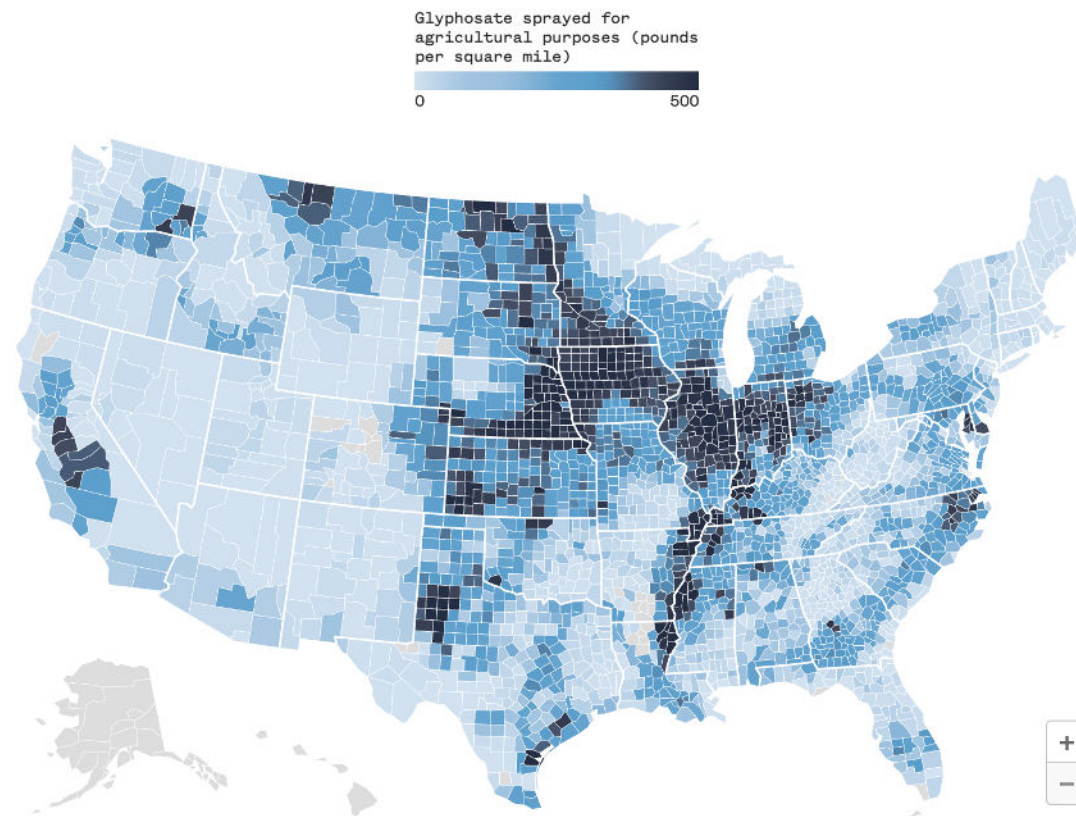 Glyphosate sprayed for
agricultural purposes (pounds
per square mile)
0 500
+
−